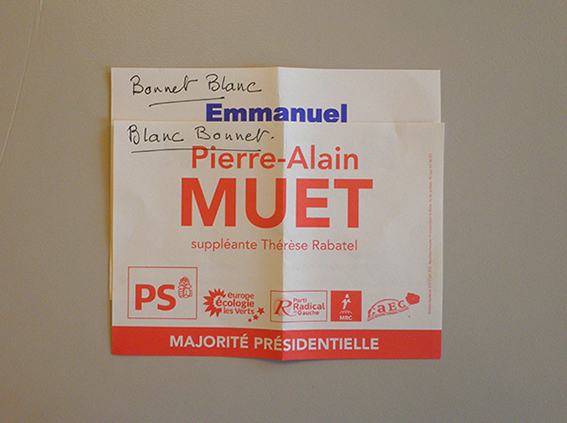 Bonnet Blanc
Emmanuel
Blanc Bonnet.
Pierre-Alain
MUET
suppléante Thérèse Rabatel
PS
europe
écologie
les Verts
R
Parti
Radical
de Gauche
MRC
GAEC
MAJORITÉ PRÉSIDENTIELLE